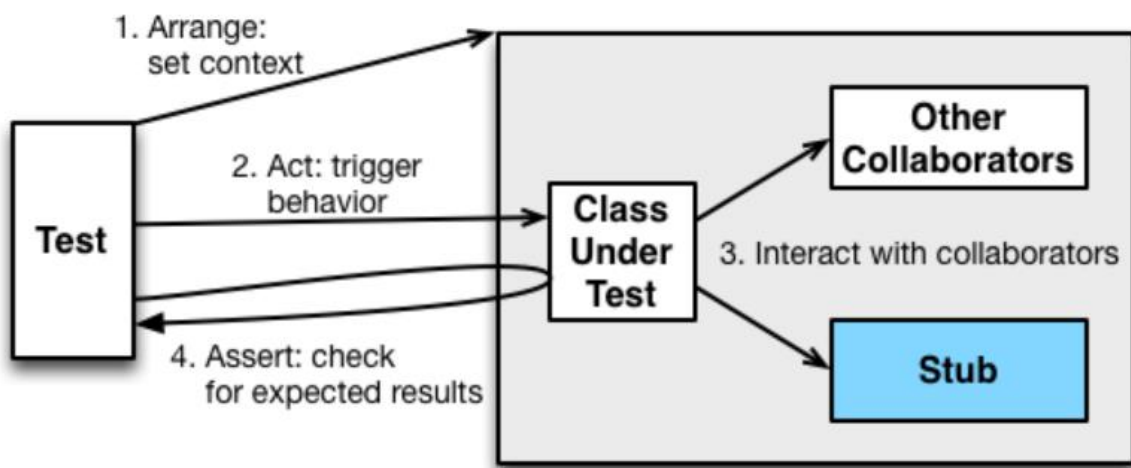 1. Arrange:
set context
2. Act: trigger
behavior
Test
Class
Under
Test
Other
Collaborators
3. Interact with collaborators
Stub
4. Assert: check
for expected results